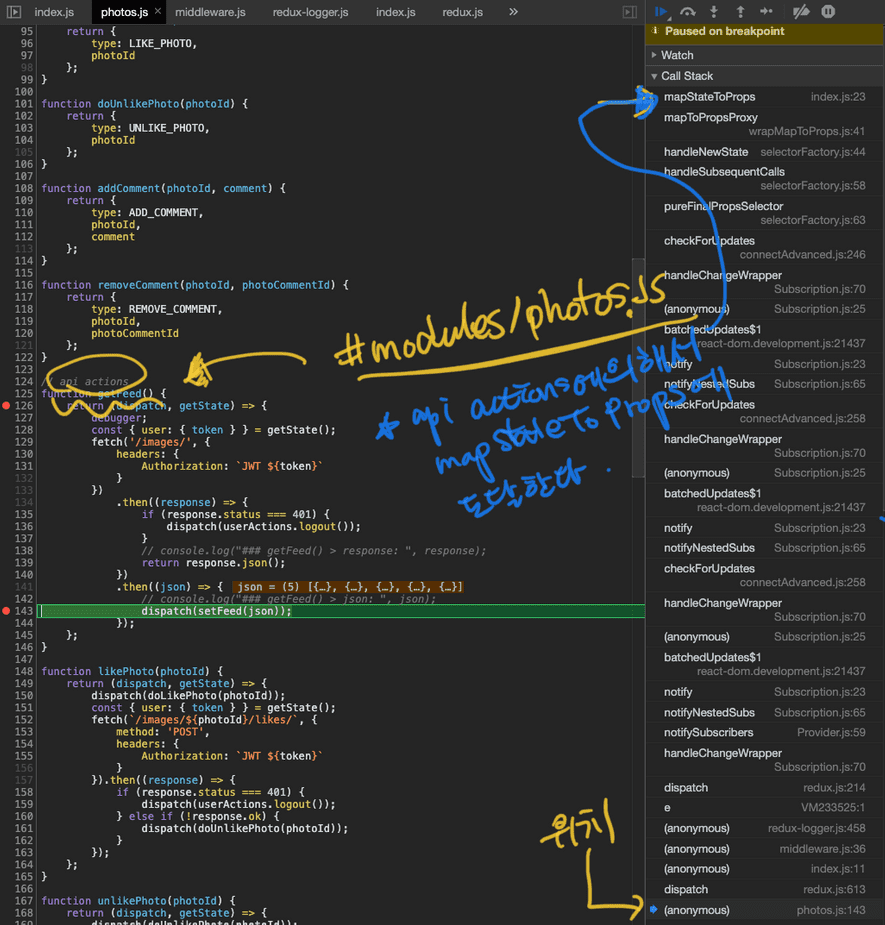 index.js photos.js × middleware.js redux-logger.js index.js redux.js »
95 return {
96 type: LIKE_PHOTO,
97 photoId
98 };
99 }
100
101 function doUnlikePhoto(photoId) {
102 return {
103 type: UNLIKE_PHOTO,
104 photoId
105 };
106 }
107
108 function addComment(photoId, comment) {
109 return {
110 type: ADD_COMMENT,
111 photoId,
112 comment
113 };
114 }
115
116 function removeComment(photoId, photoCommentId) {
117 return {
118 type: REMOVE_COMMENT,
119 photoId,
120 photoCommentId
121 };
122 }
123
124 // api actions
125 function getFeed() {
126 return (dispatch, getState) => {
127 debugger;
128 const { user: { token } } = getState();
129 fetch('/images/', {
130 headers: {
131 Authorization: `JWT ${token}`
132 }
133 })
134 .then((response) => {
135 if (response.status === 401) {
136 dispatch(userActions.logout());
137 }
138 // console.log("### getFeed() > response: ", response);
139 return response.json();
140 })
141 .then((json) => { json = (5) [{…}, {…}, {…}, {…}, {…}]
142 // console.log("### getFeed() > json: ", json);
143 dispatch(setFeed(json));
144 });
145 };
146 }
147
148 function likePhoto(photoId) {
149 return (dispatch, getState) => {
150 dispatch(doLikePhoto(photoId));
151 const { user: { token } } = getState();
152 fetch(`/images/${photoId}/likes/`, {
153 method: 'POST',
154 headers: {
155 Authorization: `JWT ${token}`
156 }
157 }).then((response) => {
158 if (response.status === 401) {
159 dispatch(userActions.logout());
160 } else if (!response.ok) {
161 dispatch(doUnlikePhoto(photoId));
162 }
163 });
164 };
165 }
166
167 function unlikePhoto(photoId) {
168 return (dispatch, getState) => {
169 dispatch(doUnlikePhoto(photoId));
#modules/photos.js
* api actions에 의해서
mapStateToProps에
도달한다.
위치
Paused on breakpoint
Watch
Call Stack
mapStateToProps index.js:23
mapToPropsProxy
wrapMapToProps.js:41
handleNewState selectorFactory.js:44
handleSubsequentCalls
selectorFactory.js:58
pureFinalPropsSelector
selectorFactory.js:63
checkForUpdates
connectAdvanced.js:246
handleChangeWrapper
Subscription.js:70
(anonymous) Subscription.js:25
batchedUpdates$1
react-dom.development.js:21437
notify Subscription.js:23
notifyNestedSubs Subscription.js:65
checkForUpdates
connectAdvanced.js:258
handleChangeWrapper
Subscription.js:70
(anonymous) Subscription.js:25
batchedUpdates$1
react-dom.development.js:21437
notify Subscription.js:23
notifyNestedSubs Subscription.js:65
checkForUpdates
connectAdvanced.js:258
handleChangeWrapper
Subscription.js:70
(anonymous) Subscription.js:25
batchedUpdates$1
react-dom.development.js:21437
notify Subscription.js:23
notifyNestedSubs Subscription.js:65
notifySubscribers Provider.js:59
handleChangeWrapper
Subscription.js:70
dispatch redux.js:214
e VM233525:1
(anonymous) redux-logger.js:458
(anonymous) middleware.js:36
(anonymous) index.js:11
dispatch redux.js:613
(anonymous) photos.js:143